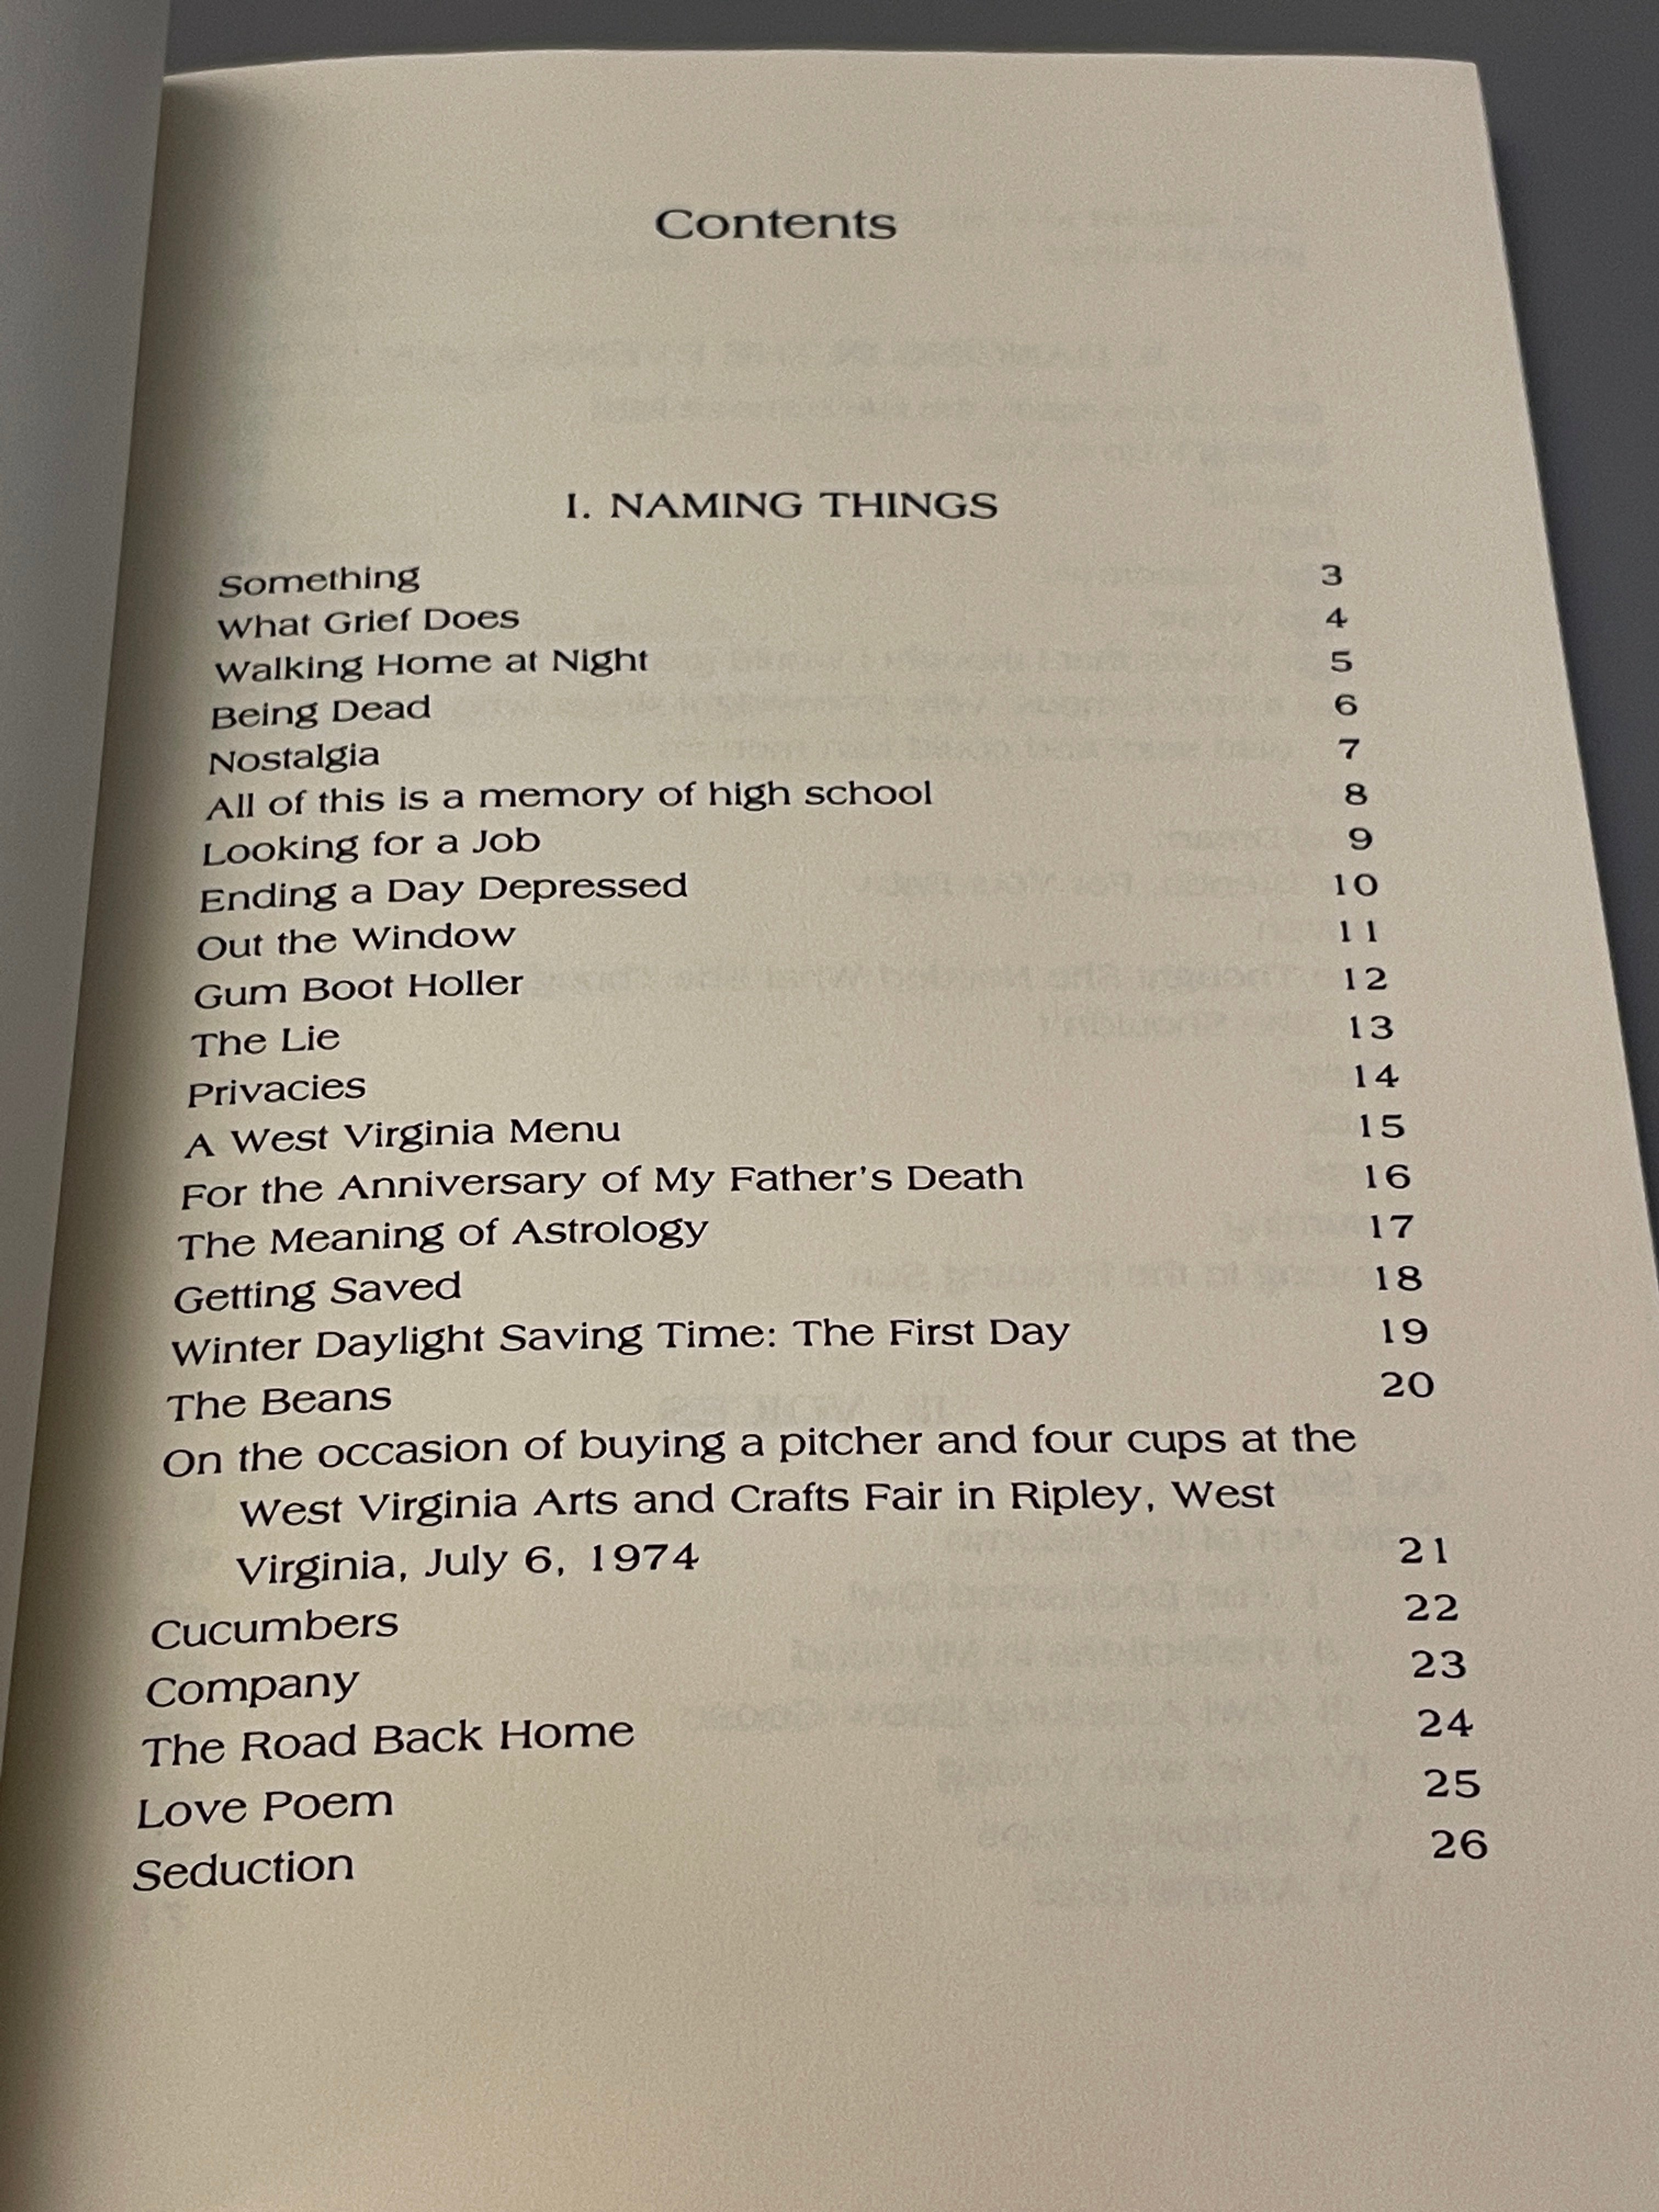 Contents
I. NAMING THINGS
Something 3
What Grief Does 4
Walking Home at Night 5
Being Dead 6
Nostalgia 7
All of this is a memory of high school 8
Looking for a Job 9
Ending a Day Depressed 10
Out the Window 11
Gum Boot Holler 12
The Lie 13
Privacies 14
A West Virginia Menu 15
For the Anniversary of My Father's Death 16
The Meaning of Astrology 17
Getting Saved 18
Winter Daylight Saving Time: The First Day 19
The Beans 20
On the occasion of buying a pitcher and four cups at the
West Virginia Arts and Crafts Fair in Ripley, West
Virginia, July 6, 1974 21
Cucumbers 22
Company 23
The Road Back Home 24
Love Poem 25
Seduction 26